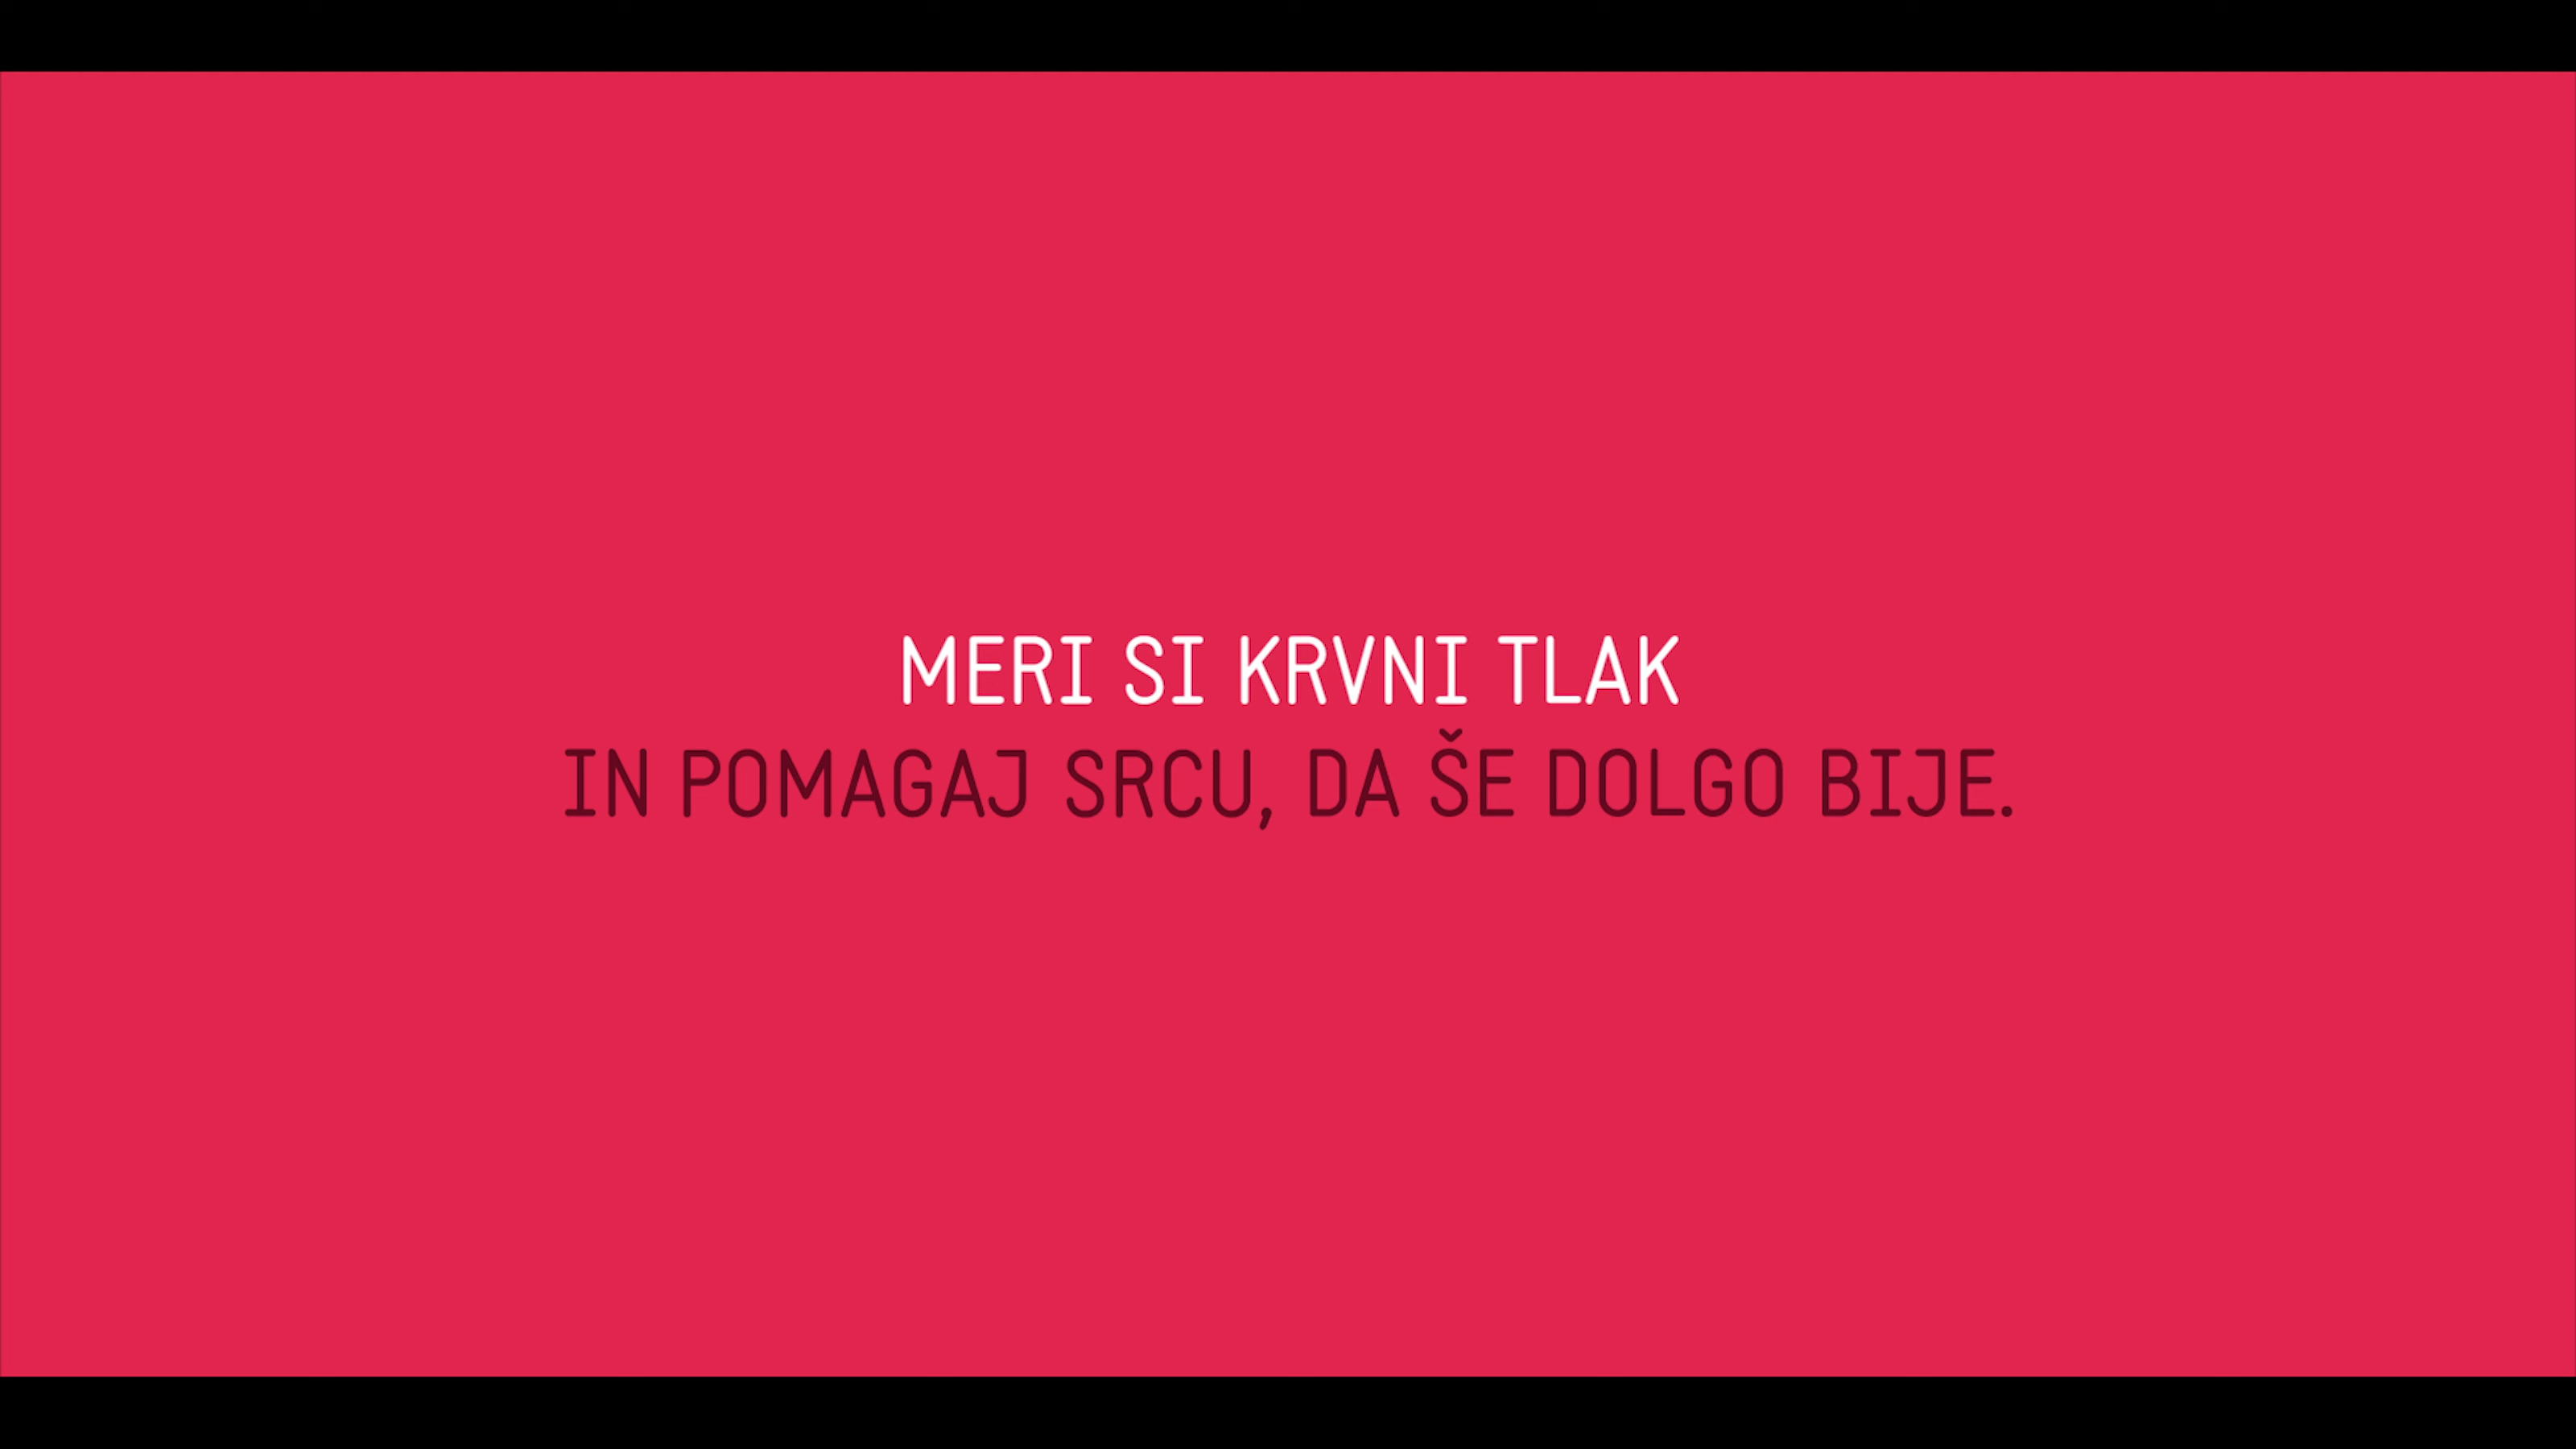 MERI SI KRVNI TLAK
IN POMAGAJ SRCU, DA ŠE DOLGO BIJE.